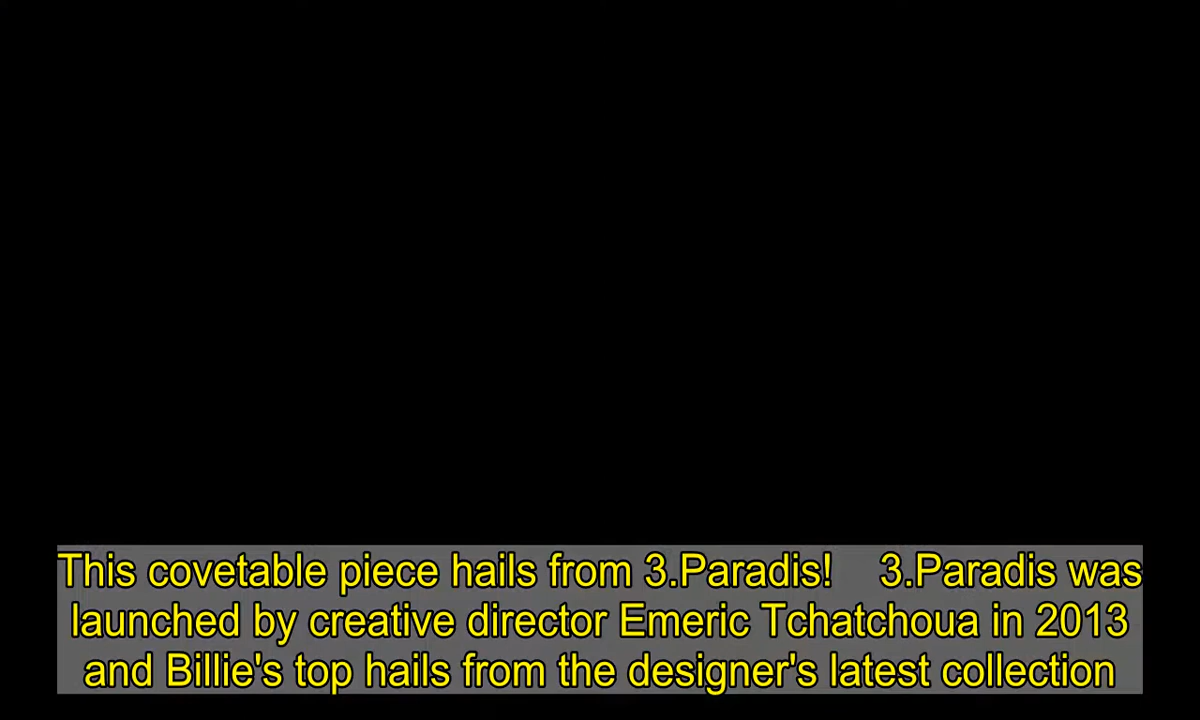 This covetable piece hails from 3.Paradis!    3.Paradis was
launched by creative director Emeric Tchatchoua in 2013
and Billie's top hails from the designer's latest collection